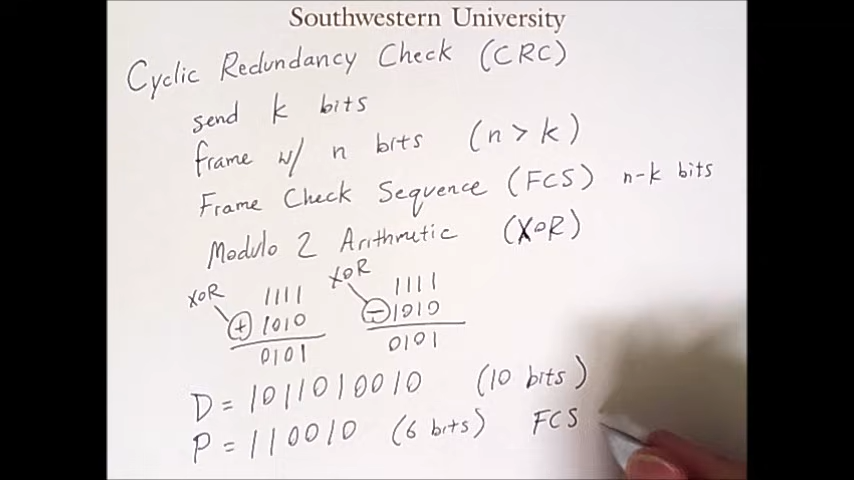 Southwestern University
Cyclic Redundancy Check (CRC)
send k bits
frame w/ n bits (n > k)
Frame Check Sequence (FCS) n-k bits
Modulo 2 Arithmetic (XOR)
XOR 1111 XOR 1111
+ 1010 - 1010
0101 0101
D = 1011010010 (10 bits)
P = 110010 (6 bits) FCS